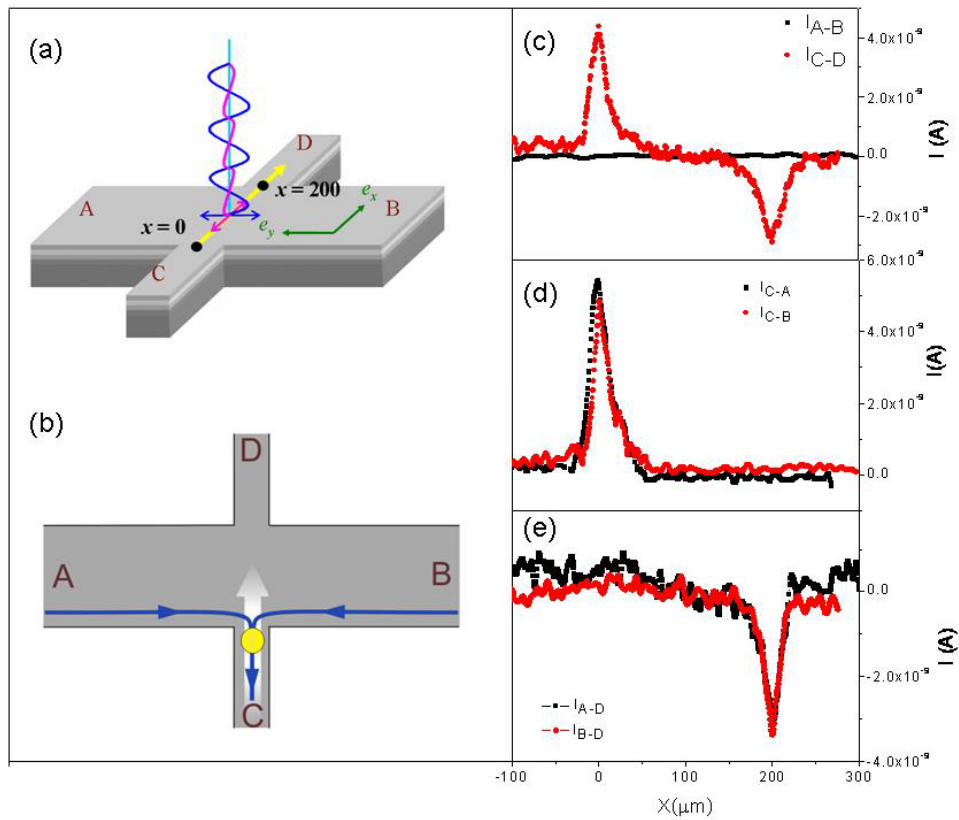 (a)
A
B
C
D
x = 0
x = 200
e_x
e_y
(b)
D
A
B
C
(c)
I_A-B
I_C-D
4.0x10⁻⁹
2.0x10⁻⁹
0.0
-2.0x10⁻⁹
I (A)
(d)
I_C-A
I_C-B
6.0x10⁻⁹
4.0x10⁻⁹
2.0x10⁻⁹
0.0
I(A)
(e)
I_A-D
I_B-D
0.0
-2.0x10⁻⁹
-4.0x10⁻⁹
I (A)
-100 0 100 200 300
X(μm)